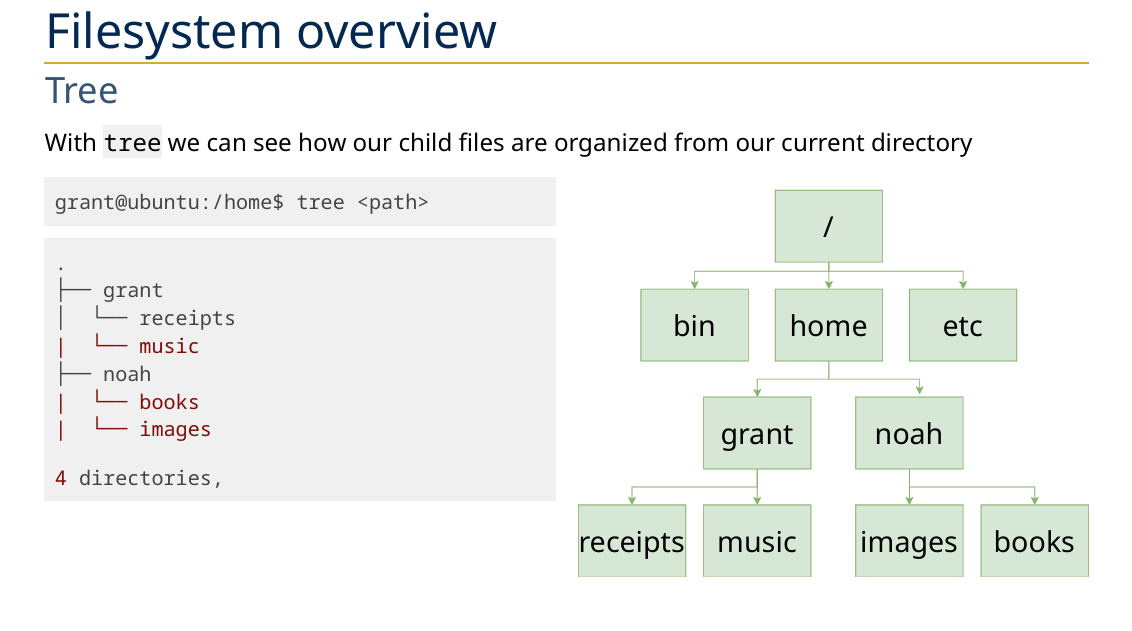 Filesystem overview
Tree
With tree we can see how our child files are organized from our current directory
grant@ubuntu:/home$ tree <path>
.
├── grant
│  └── receipts
|  └── music
├── noah
|  └── books
|  └── images
4 directories,
/
bin home etc
grant noah
receipts music images books